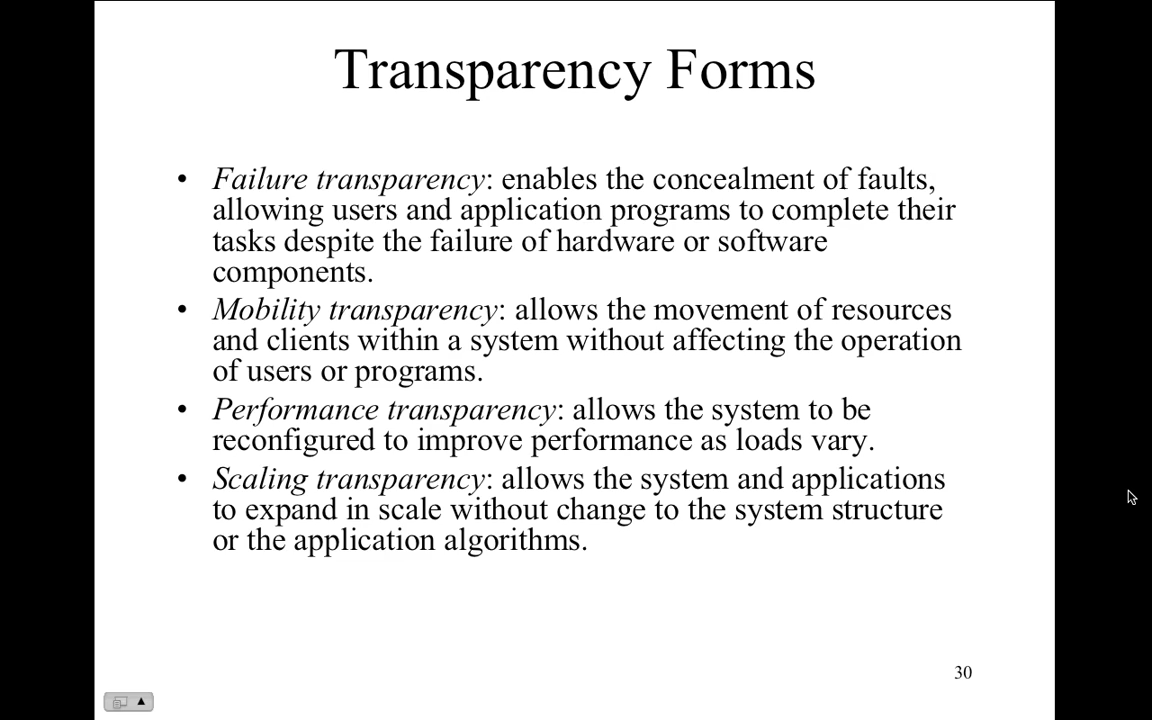 Transparency Forms
• Failure transparency: enables the concealment of faults,
allowing users and application programs to complete their
tasks despite the failure of hardware or software
components.
• Mobility transparency: allows the movement of resources
and clients within a system without affecting the operation
of users or programs.
• Performance transparency: allows the system to be
reconfigured to improve performance as loads vary.
• Scaling transparency: allows the system and applications
to expand in scale without change to the system structure
or the application algorithms.
30